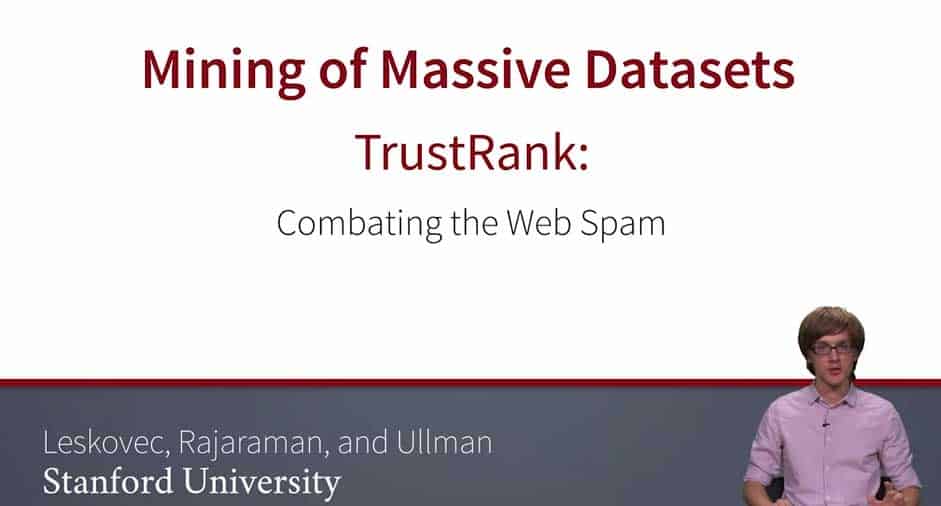 Mining of Massive Datasets
TrustRank:
Combating the Web Spam
Leskovec, Rajaraman, and Ullman
Stanford University